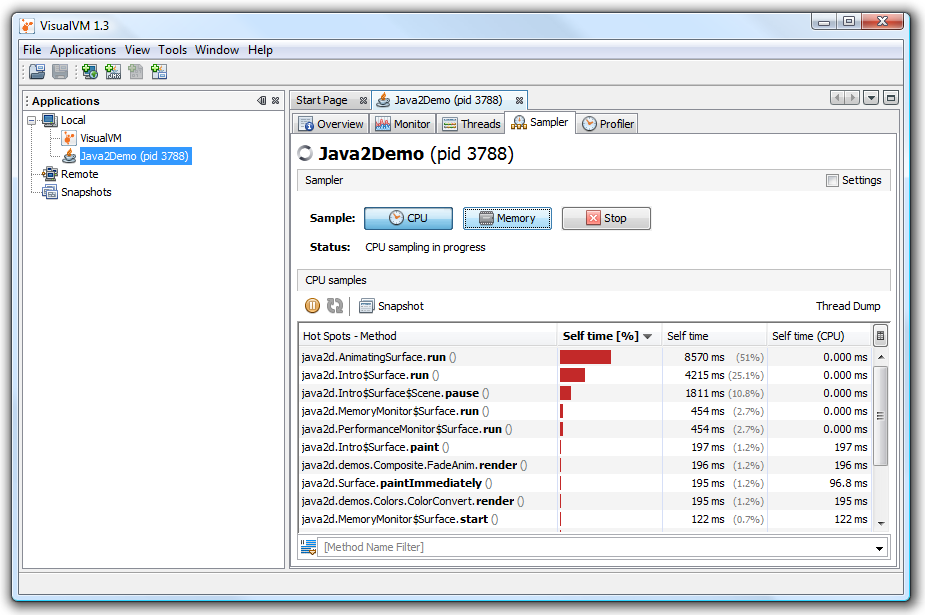 VisualVM 1.3
File Applications View Tools Window Help
Applications
Local
VisualVM
Java2Demo (pid 3788)
Remote
Snapshots
Start Page Java2Demo (pid 3788)
Overview Monitor Threads Sampler Profiler
Java2Demo (pid 3788)
Sampler Settings
Sample: CPU Memory Stop
Status: CPU sampling in progress
CPU samples
Snapshot Thread Dump
Hot Spots - Method Self time [%] Self time Self time (CPU)
java2d.AnimatingSurface.run () 8570 ms (51%) 0.000 ms
java2d.Intro$Surface.run () 4215 ms (25.1%) 0.000 ms
java2d.Intro$Surface$Scene.pause () 1811 ms (10.8%) 0.000 ms
java2d.MemoryMonitor$Surface.run () 454 ms (2.7%) 0.000 ms
java2d.PerformanceMonitor$Surface.run () 454 ms (2.7%) 0.000 ms
java2d.Intro$Surface.paint () 197 ms (1.2%) 197 ms
java2d.demos.Composite.FadeAnim.render () 196 ms (1.2%) 196 ms
java2d.Surface.paintImmediately () 195 ms (1.2%) 96.8 ms
java2d.demos.Colors.ColorConvert.render () 195 ms (1.2%) 195 ms
java2d.MemoryMonitor$Surface.start () 122 ms (0.7%) 122 ms
[Method Name Filter]